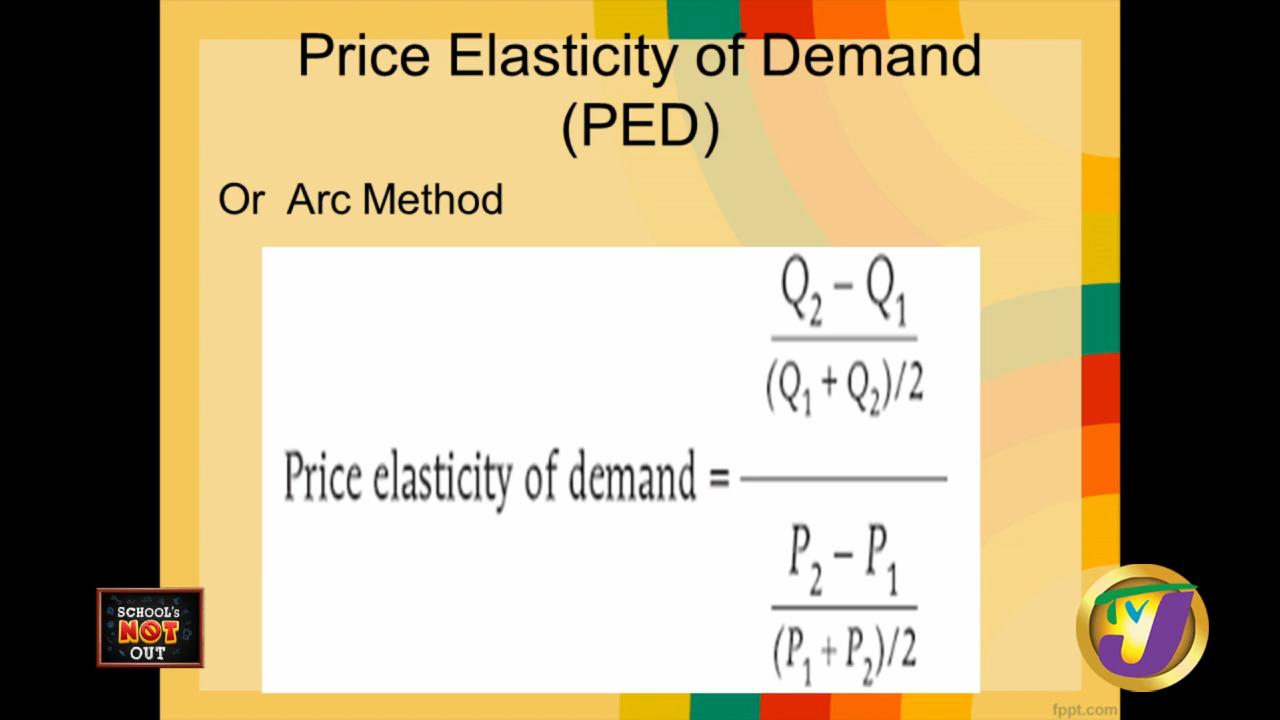 Price Elasticity of Demand
(PED)
Or Arc Method
Q₂ – Q₁
(Q₁ + Q₂)/2
Price elasticity of demand =
P₂ – P₁
(P₁ + P₂)/2
SCHOOL's
NOT
OUT
TVJ
fppt.com